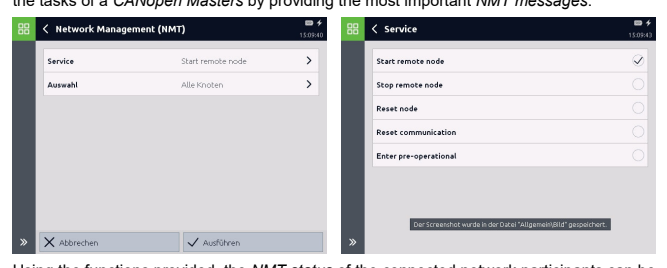 the tasks of a CANopen Masters by providing the most important NMT messages.
Network Management (NMT)
15:09:40
Service Start remote node
Auswahl Alle Knoten
Abbrechen
Ausführen
Service
15:09:43
Start remote node
Stop remote node
Reset node
Reset communication
Enter pre-operational
Der Screenshot wurde in der Datei "Allgemein\Bild" gespeichert.
Using the functions provided, the NMT status of the connected network participants can be